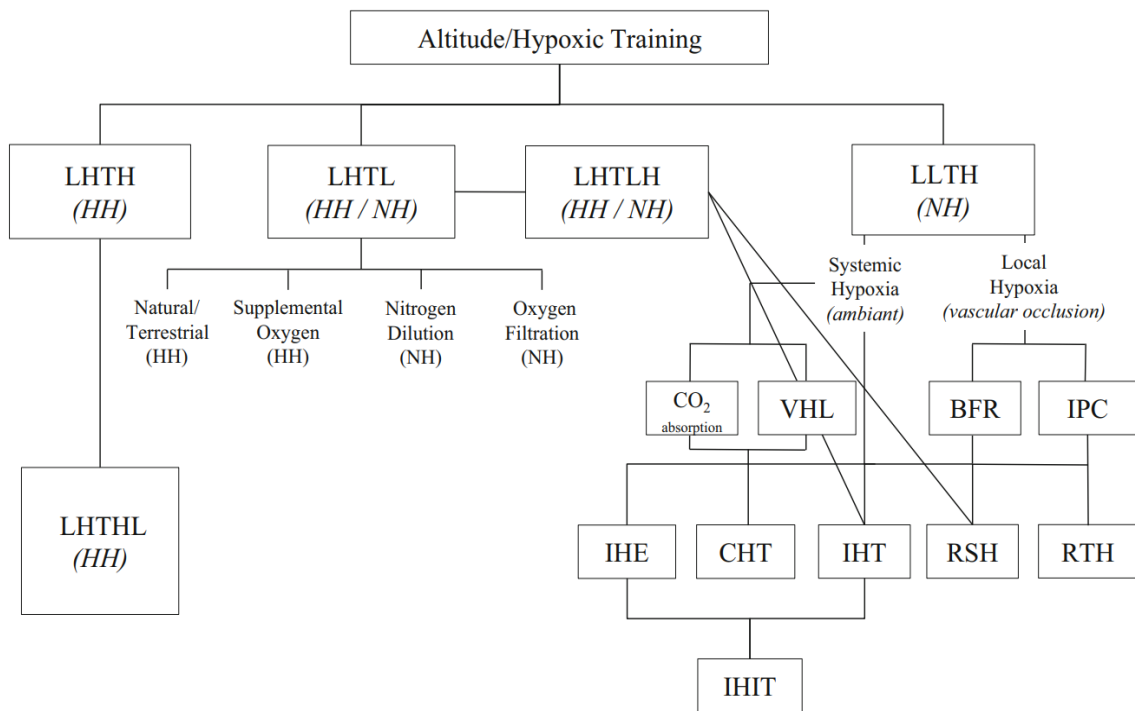 Altitude/Hypoxic Training
LHTH
(HH)
LHTL
(HH / NH)
LHTLH
(HH / NH)
LLTH
(NH)
Natural/
Terrestrial
(HH)
Supplemental
Oxygen
(HH)
Nitrogen
Dilution
(NH)
Oxygen
Filtration
(NH)
Systemic
Hypoxia
(ambiant)
Local
Hypoxia
(vascular occlusion)
CO₂
absorption
VHL
BFR
IPC
LHTHL
(HH)
IHE
CHT
IHT
RSH
RTH
IHIT